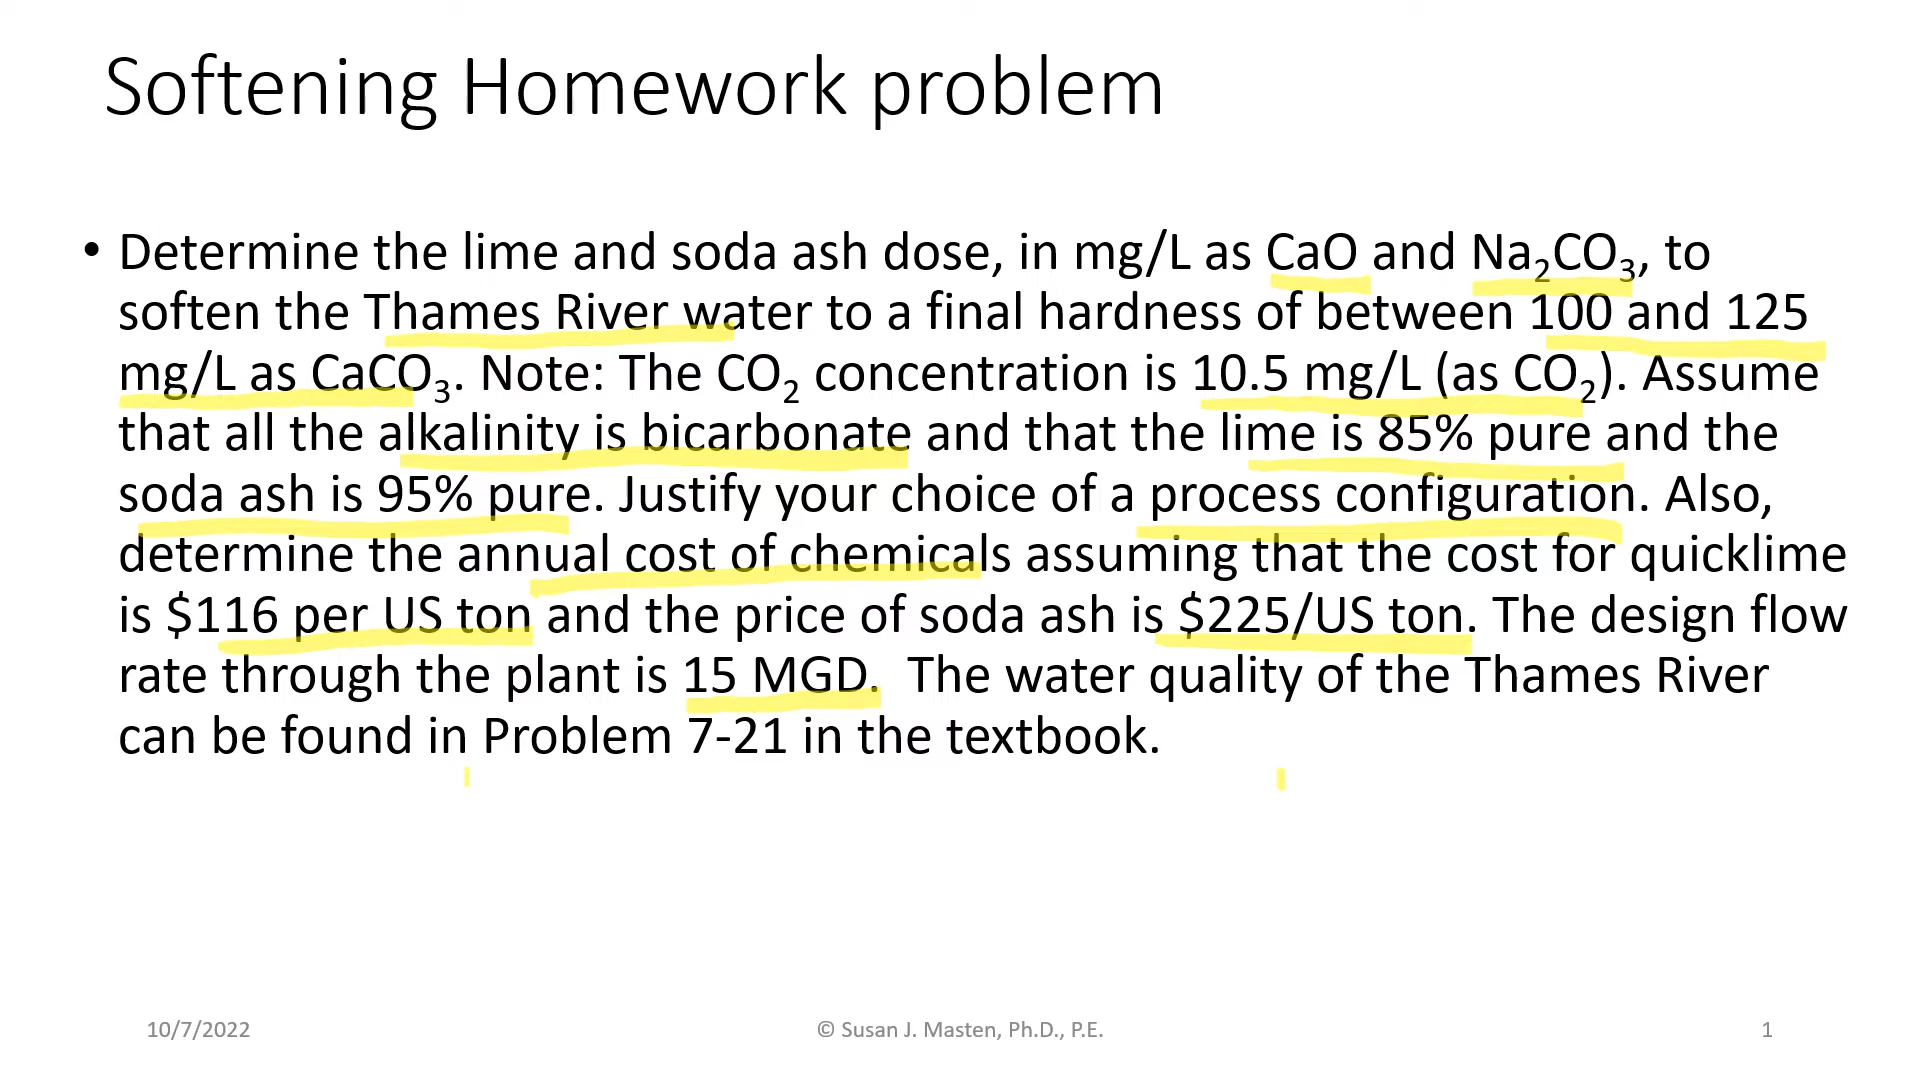 Softening Homework problem
• Determine the lime and soda ash dose, in mg/L as CaO and Na₂CO₃, to
soften the Thames River water to a final hardness of between 100 and 125
mg/L as CaCO₃. Note: The CO₂ concentration is 10.5 mg/L (as CO₂). Assume
that all the alkalinity is bicarbonate and that the lime is 85% pure and the
soda ash is 95% pure. Justify your choice of a process configuration. Also,
determine the annual cost of chemicals assuming that the cost for quicklime
is $116 per US ton and the price of soda ash is $225/US ton. The design flow
rate through the plant is 15 MGD.  The water quality of the Thames River
can be found in Problem 7-21 in the textbook.
10/7/2022
© Susan J. Masten, Ph.D., P.E.
1